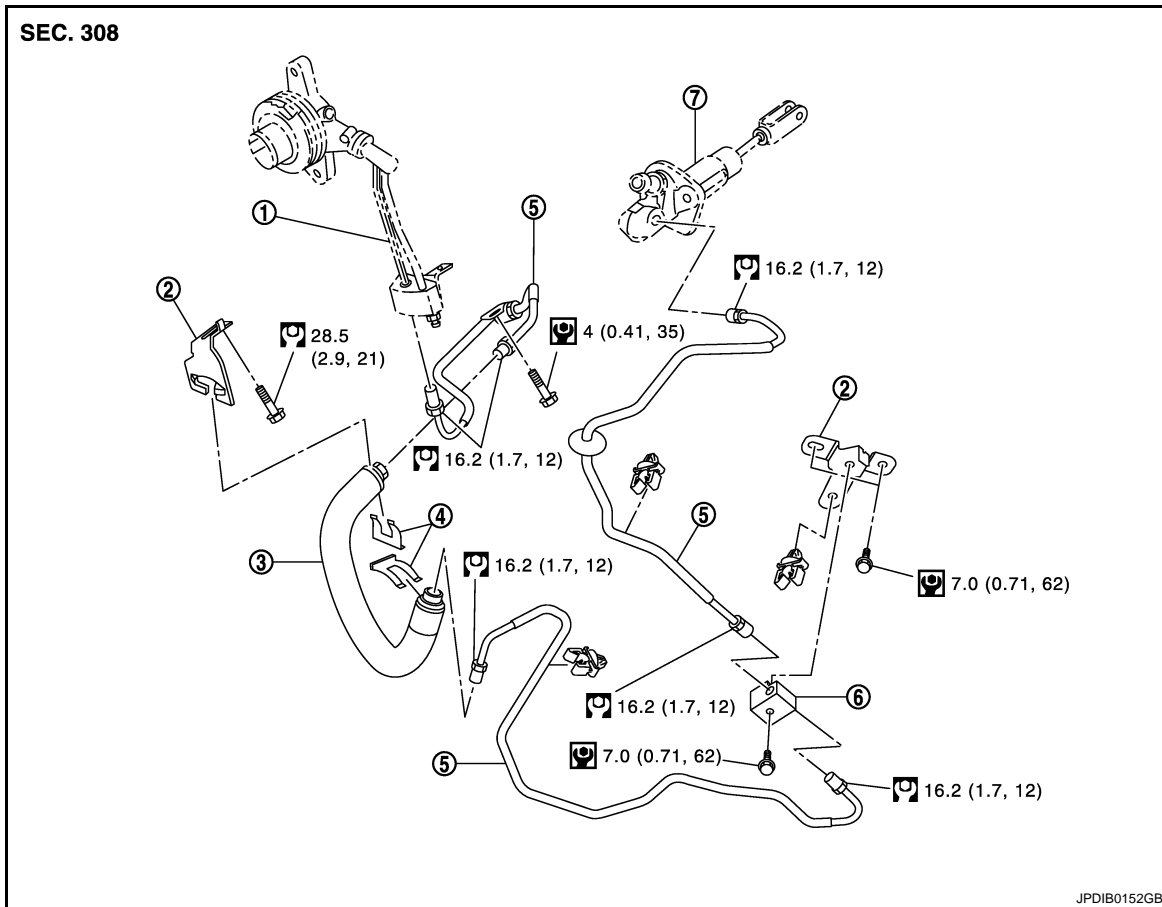 SEC. 308
⑦
⑤
①
16.2 (1.7, 12)
②
28.5
(2.9, 21)
4 (0.41, 35)
②
16.2 (1.7, 12)
④
⑤
③
16.2 (1.7, 12)
7.0 (0.71, 62)
⑥
16.2 (1.7, 12)
7.0 (0.71, 62)
⑤
16.2 (1.7, 12)
JPDIB0152GB